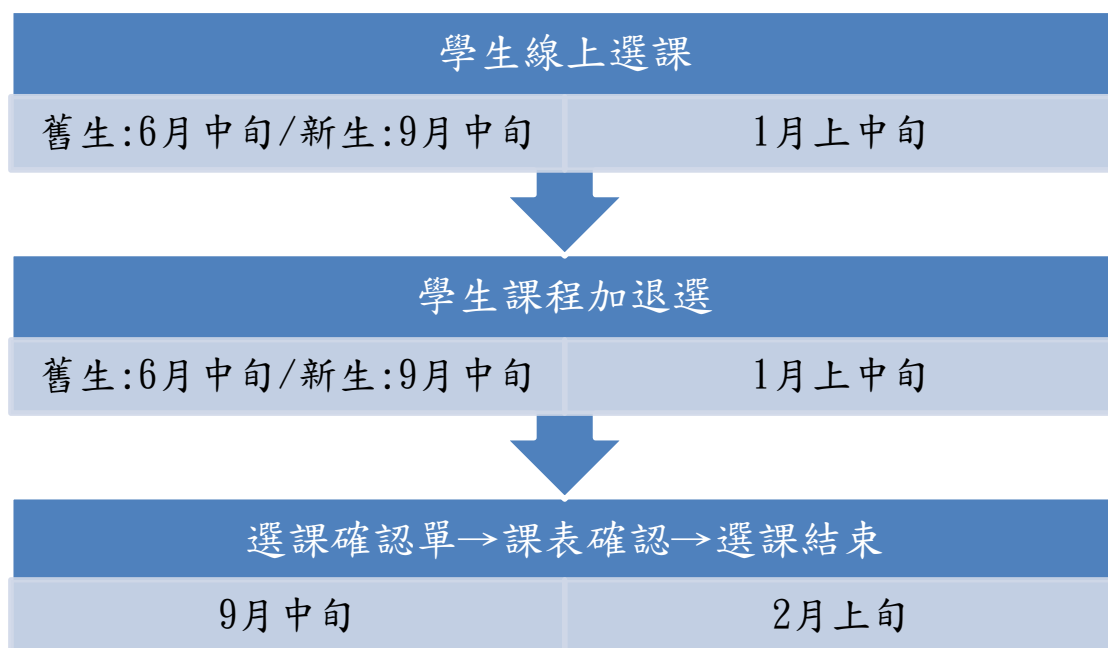 學生線上選課
舊生:6月中旬/新生:9月中旬
1月上中旬
學生課程加退選
舊生:6月中旬/新生:9月中旬
1月上中旬
選課確認單→課表確認→選課結束
9月中旬
2月上旬